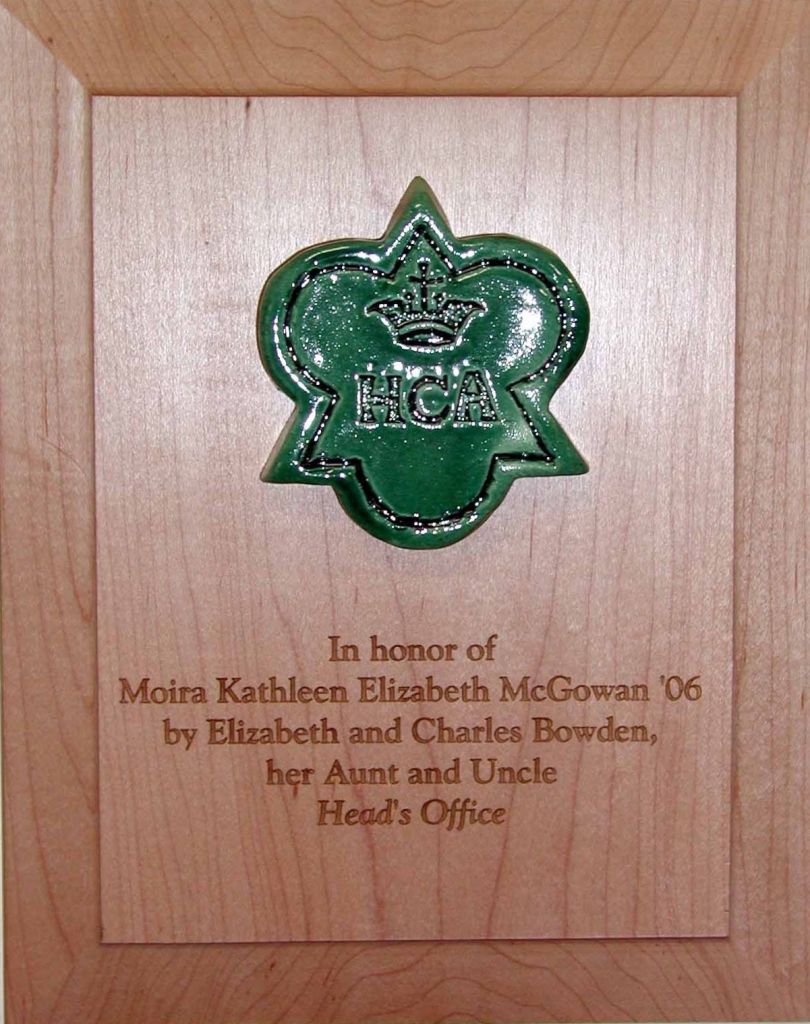 HCA
In honor of
Moira Kathleen Elizabeth McGowan '06
by Elizabeth and Charles Bowden,
her Aunt and Uncle
Head's Office